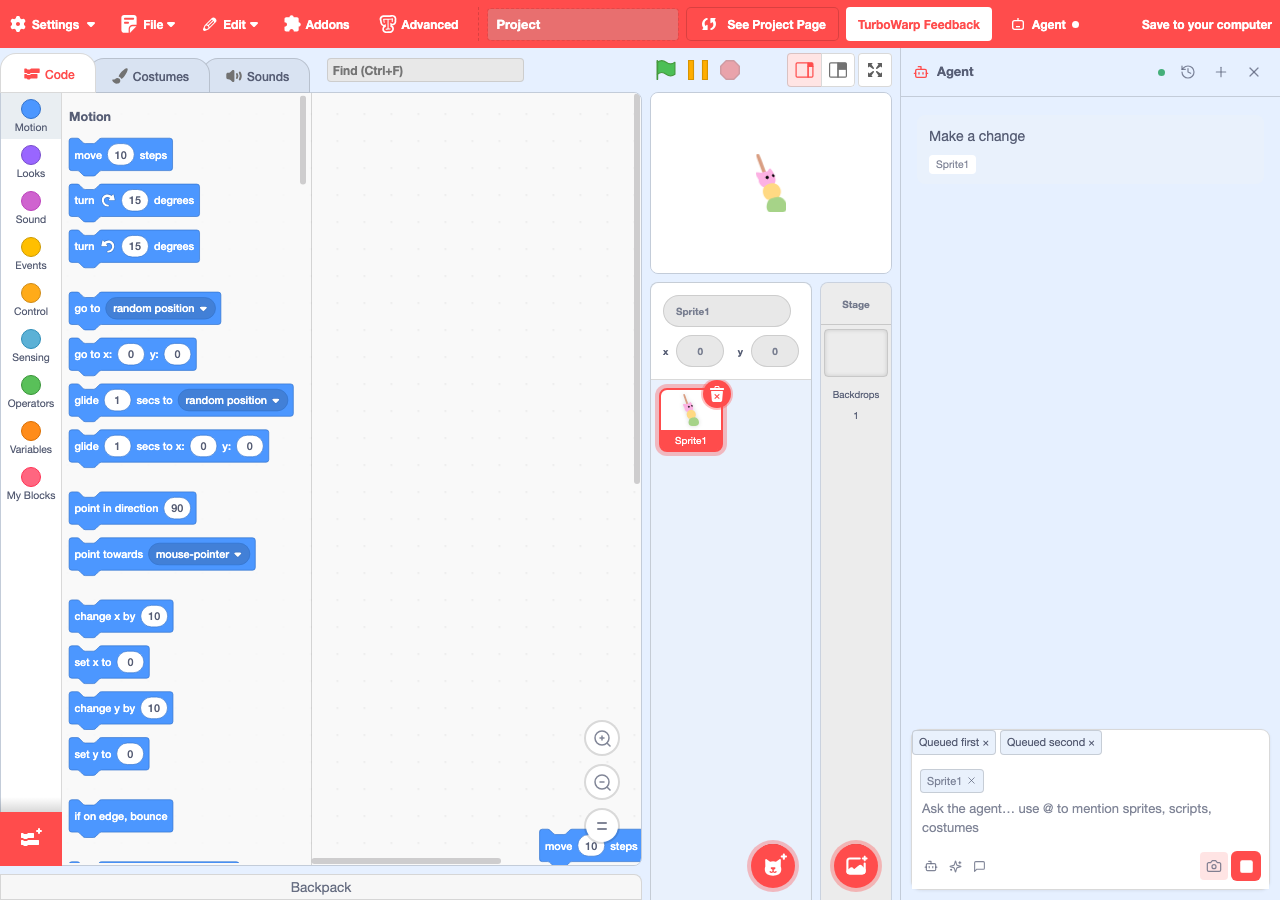 Settings
File
Edit
Addons
Advanced
Project
See Project Page
TurboWarp Feedback
Agent
Save to your computer
Code
Costumes
Sounds
Find (Ctrl+F)
Agent
Motion
Looks
Sound
Events
Control
Sensing
Operators
Variables
My Blocks
Motion
move 10 steps
turn 15 degrees
turn 15 degrees
go to random position
go to x: 0 y: 0
glide 1 secs to random position
glide 1 secs to x: 0 y: 0
point in direction 90
point towards mouse-pointer
change x by 10
set x to 0
change y by 10
set y to 0
if on edge, bounce
move 10 steps
Backpack
Sprite1
x 0 y 0
Sprite1
Stage
Backdrops
1
Make a change
Sprite1
Queued first ×
Queued second ×
Sprite1 ×
Ask the agent… use @ to mention sprites, scripts,
costumes